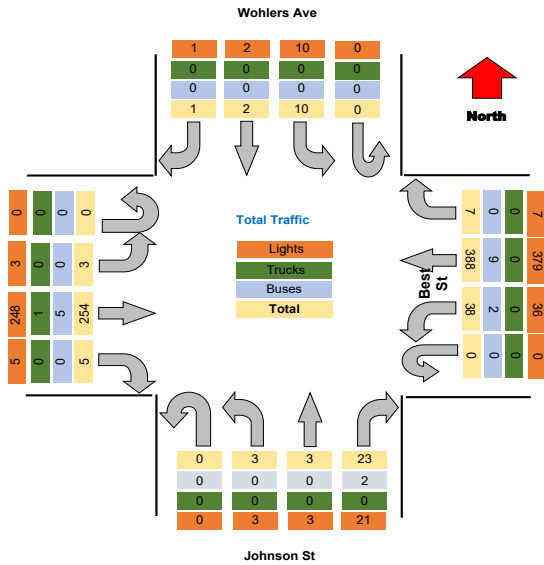 Wohlers Ave
1 2 10 0
0 0 0 0
0 0 0 0
1 2 10 0
North
0 0 0 0
3 0 0 3
248 1 5 254
5 0 0 5
Total Traffic
Lights
Trucks
Buses
Total
7 0 0 7
388 9 0 379
38 2 0 36
0 0 0 0
Best
St
0 3 3 23
0 0 0 2
0 0 0 0
0 3 3 21
Johnson St